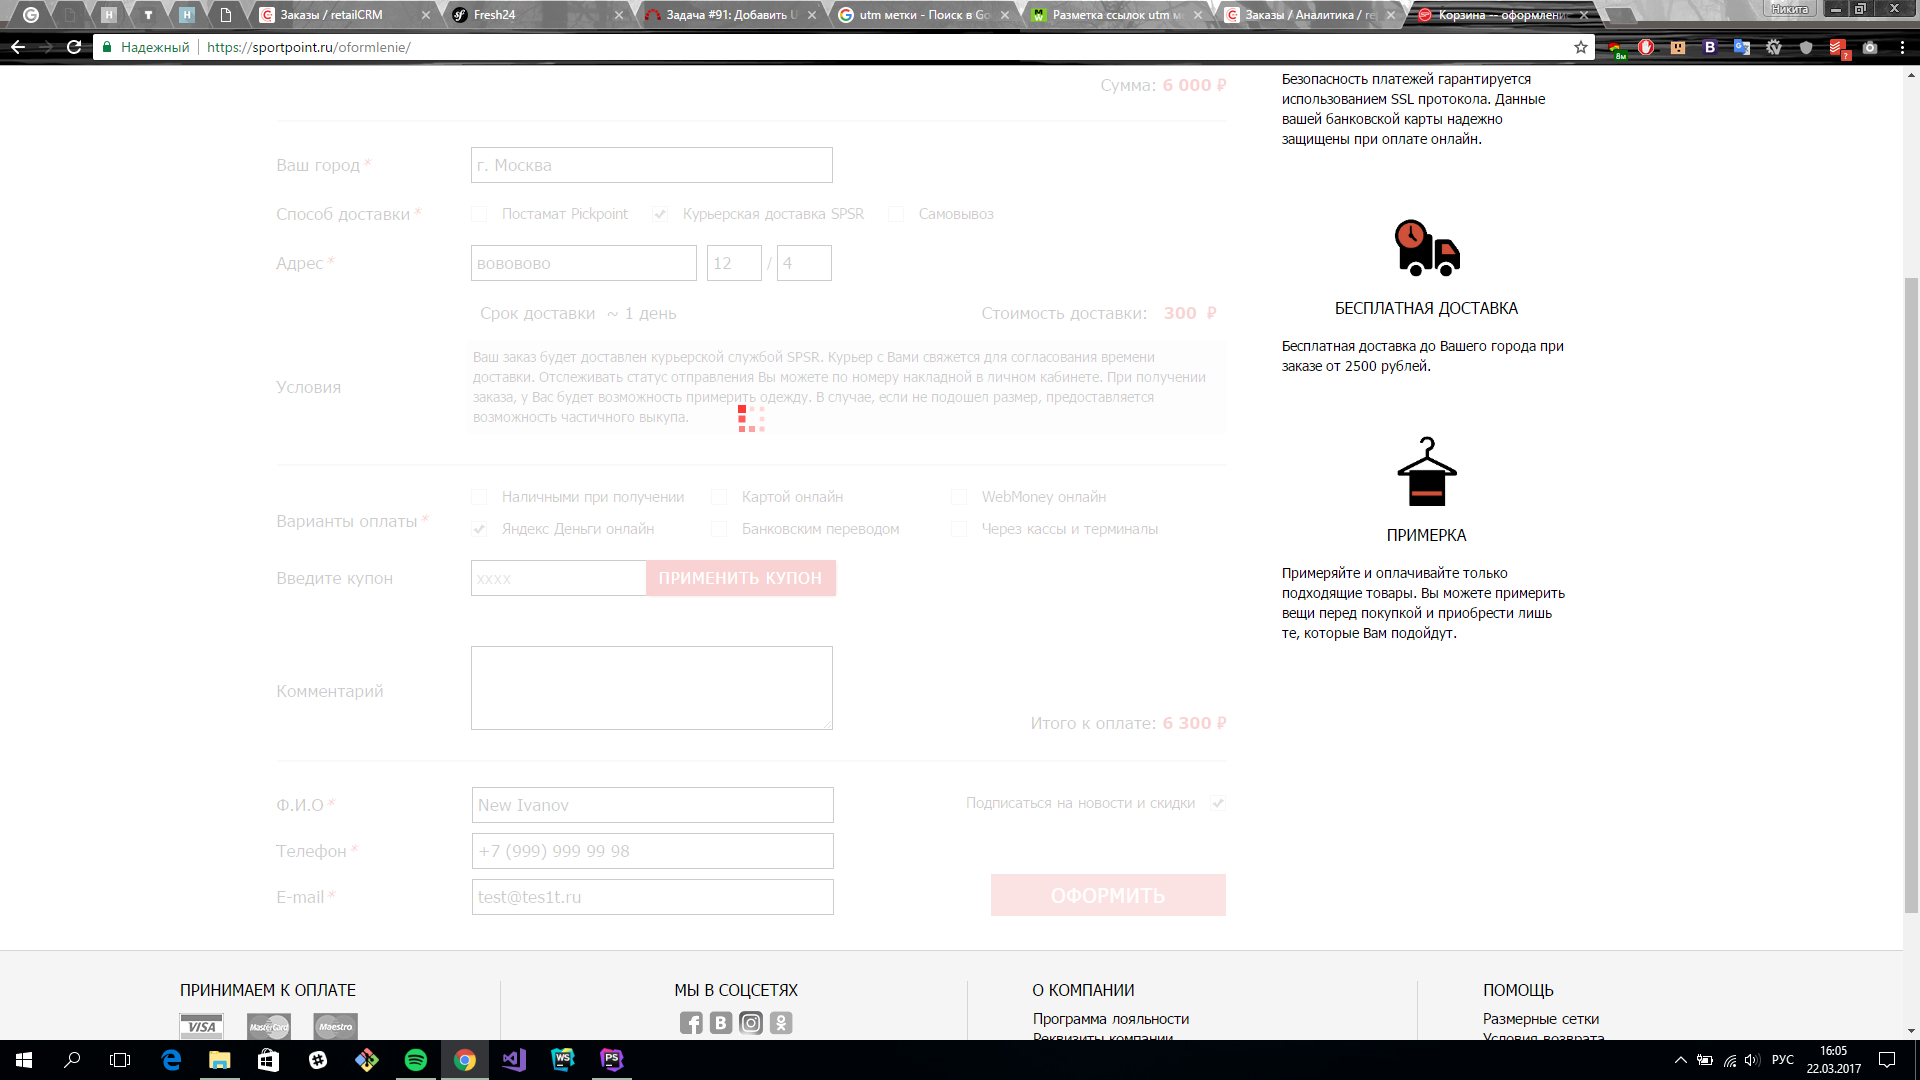 Заказы / retailCRM
Fresh24
Задача #91: Добавить U
utm метки - Поиск в Go
Разметка ссылок utm м
Заказы / Аналитика / re
Корзина -- оформлени
Никита
Надежный
https://sportpoint.ru/oformlenie/
Сумма: 6 000 ₽
Безопасность платежей гарантируется
использованием SSL протокола. Данные
вашей банковской карты надежно
защищены при оплате онлайн.
Ваш город *
г. Москва
Способ доставки *
Постамат Pickpoint
Курьерская доставка SPSR
Самовывоз
Адрес *
вовововo
12
/
4
Срок доставки ~ 1 день
Стоимость доставки: 300 ₽
Условия
Ваш заказ будет доставлен курьерской службой SPSR. Курьер с Вами свяжется для согласования времени
доставки. Отслеживать статус отправления Вы можете по номеру накладной в личном кабинете. При получении
заказа, у Вас будет возможность примерить одежду. В случае, если не подошел размер, предоставляется
возможность частичного выкупа.
БЕСПЛАТНАЯ ДОСТАВКА
Бесплатная доставка до Вашего города при
заказе от 2500 рублей.
ПРИМЕРКА
Примеряйте и оплачивайте только
подходящие товары. Вы можете примерить
вещи перед покупкой и приобрести лишь
те, которые Вам подойдут.
Варианты оплаты *
Наличными при получении
Картой онлайн
WebMoney онлайн
Яндекс Деньги онлайн
Банковским переводом
Через кассы и терминалы
Введите купон
xxxx
ПРИМЕНИТЬ КУПОН
Комментарий
Итого к оплате: 6 300 ₽
Ф.И.О *
New Ivanov
Подписаться на новости и скидки
Телефон *
+7 (999) 999 99 98
E-mail *
test@tes1t.ru
ОФОРМИТЬ
ПРИНИМАЕМ К ОПЛАТЕ
VISA
MasterCard
Maestro
МЫ В СОЦСЕТЯХ
О КОМПАНИИ
Программа лояльности
Реквизиты компании
ПОМОЩЬ
Размерные сетки
Условия возврата
РУС
16:05
22.03.2017